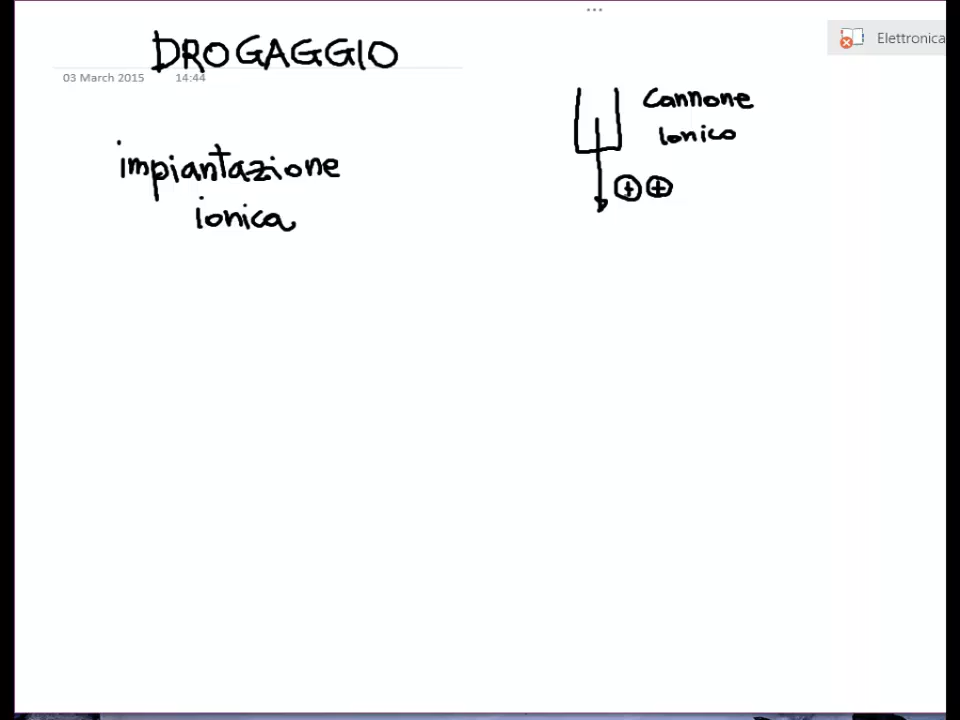 DROGAGGIO
Elettronica
03 March 2015 14:44
Cannone
Ionico
impiantazione
ionica